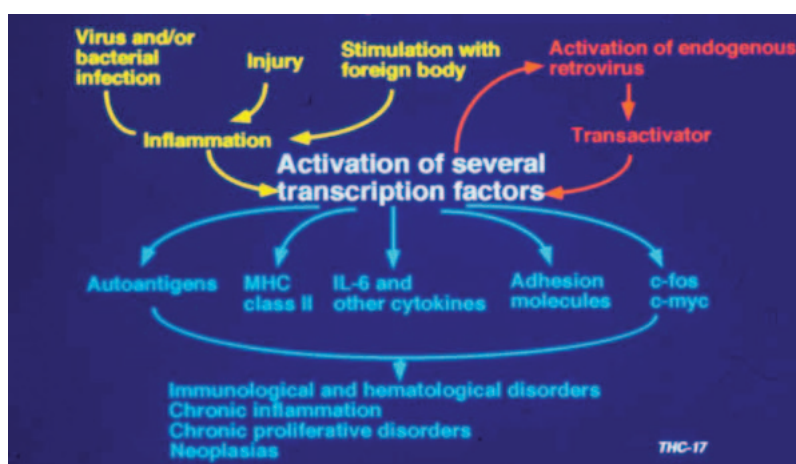 Virus and/or
bacterial
infection
Injury
Stimulation with
foreign body
Activation of endogenous
retrovirus
Inflammation
Transactivator
Activation of several
transcription factors
Autoantigens
MHC
class II
IL-6 and
other cytokines
Adhesion
molecules
c-fos
c-myc
Immunological and hematological disorders
Chronic inflammation
Chronic proliferative disorders
Neoplasias
THC-17